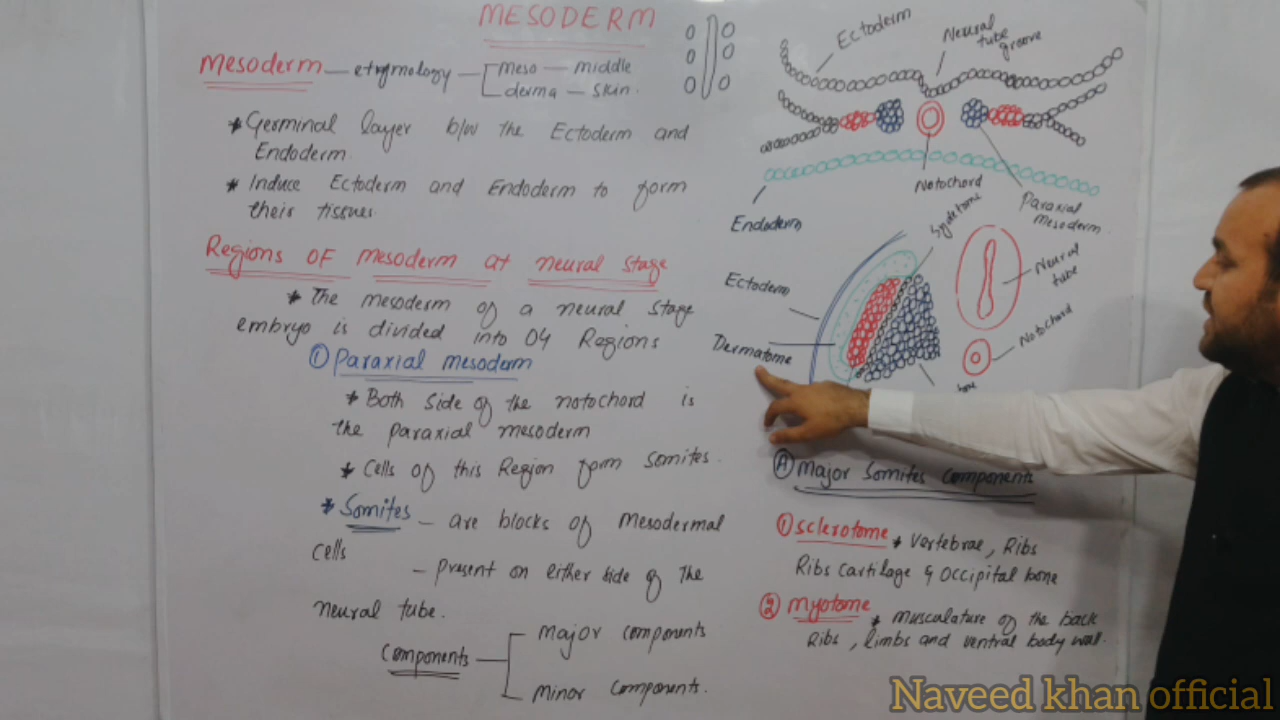 MESODERM
Mesoderm — etymology — meso — middle
derma — skin.
* Germinal layer b/w the Ectoderm and
Endoderm.
* Induce Ectoderm and Endoderm to form
their tissues
Regions OF mesoderm at neural stage
* The mesoderm of a neural stage
embryo is divided into 04 Regions
① Paraxial mesoderm
* Both side of the notochord is
the paraxial mesoderm
* Cells of this Region form somites.
* Somites — are blocks of Mesodermal
cells
— present on either side of the
neural tube.
Components — major components
minor components.
Ectoderm
Neural
tube
groove
Notochord
Paraxial
mesoderm.
Endoderm
Syndetome
Ectoderm
Dermatome
Neural
tube
Notochord
Ⓐ Major Somites Components
① Sclerotome * Vertebrae, Ribs
Ribs Cartilage & Occipital bone
② Myotome * musculature of the back
Ribs, limbs and ventral body wall.
Naveed khan official